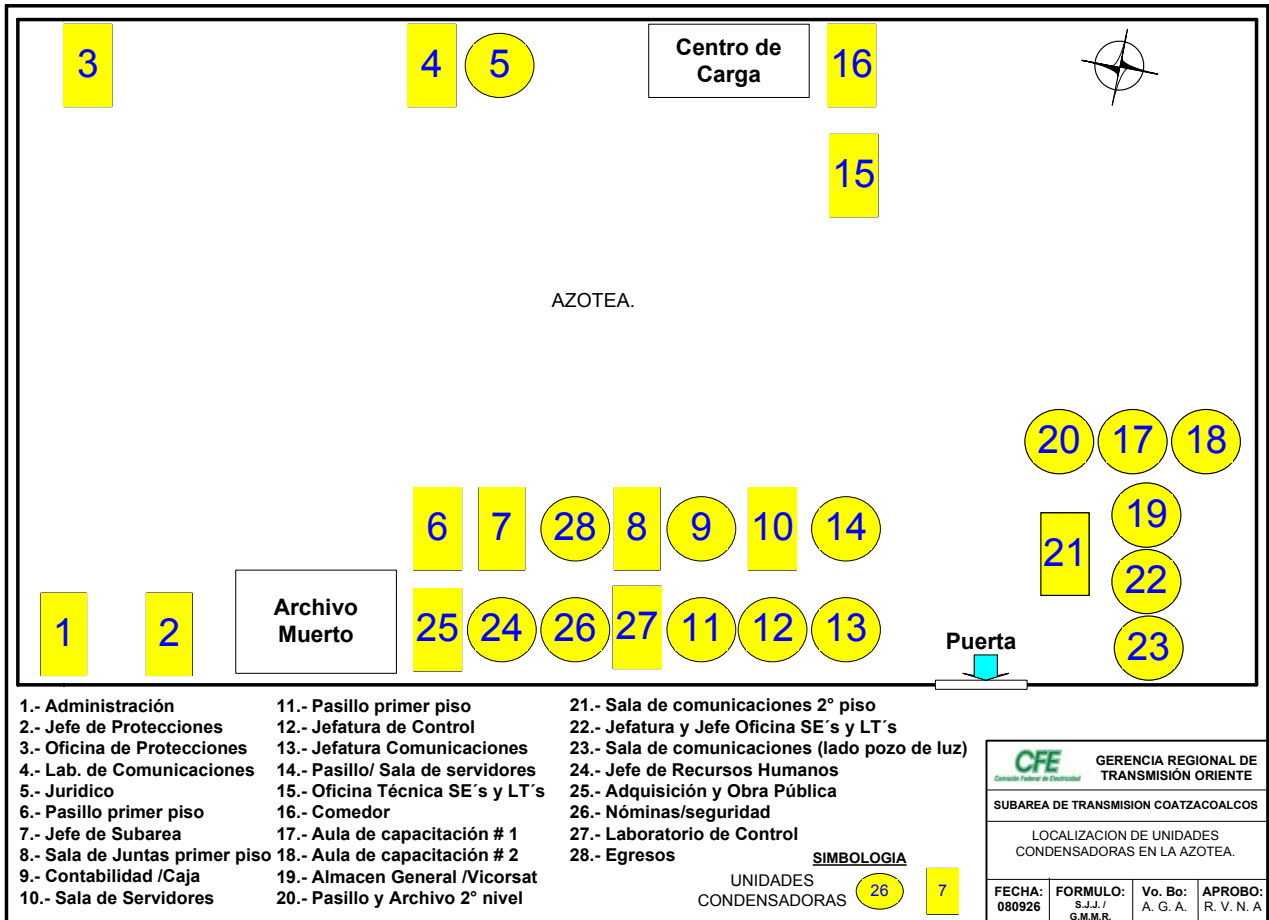 3
4
5
Centro de
Carga
16
15
AZOTEA.
20
17
18
6
7
28
8
9
10
14
19
21
22
1
2
Archivo
Muerto
25
24
26
27
11
12
13
23
Puerta
1.- Administración
2.- Jefe de Protecciones
3.- Oficina de Protecciones
4.- Lab. de Comunicaciones
5.- Juridico
6.- Pasillo primer piso
7.- Jefe de Subarea
8.- Sala de Juntas primer piso
9.- Contabilidad /Caja
10.- Sala de Servidores
11.- Pasillo primer piso
12.- Jefatura de Control
13.- Jefatura Comunicaciones
14.- Pasillo/ Sala de servidores
15.- Oficina Técnica SE´s y LT´s
16.- Comedor
17.- Aula de capacitación # 1
18.- Aula de capacitación # 2
19.- Almacen General /Vicorsat
20.- Pasillo y Archivo 2° nivel
21.- Sala de comunicaciones 2° piso
22.- Jefatura y Jefe Oficina SE´s y LT´s
23.- Sala de comunicaciones (lado pozo de luz)
24.- Jefe de Recursos Humanos
25.- Adquisición y Obra Pública
26.- Nóminas/seguridad
27.- Laboratorio de Control
28.- Egresos
SIMBOLOGIA
UNIDADES
CONDENSADORAS
26
7
CFE
Comisión Federal de Electricidad
GERENCIA REGIONAL DE
TRANSMISIÓN ORIENTE
SUBAREA DE TRANSMISION COATZACOALCOS
LOCALIZACION DE UNIDADES
CONDENSADORAS EN LA AZOTEA.
FECHA:
080926
FORMULO:
S.J.J. /
G.M.M.R.
Vo. Bo:
A. G. A.
APROBO:
R. V. N. A